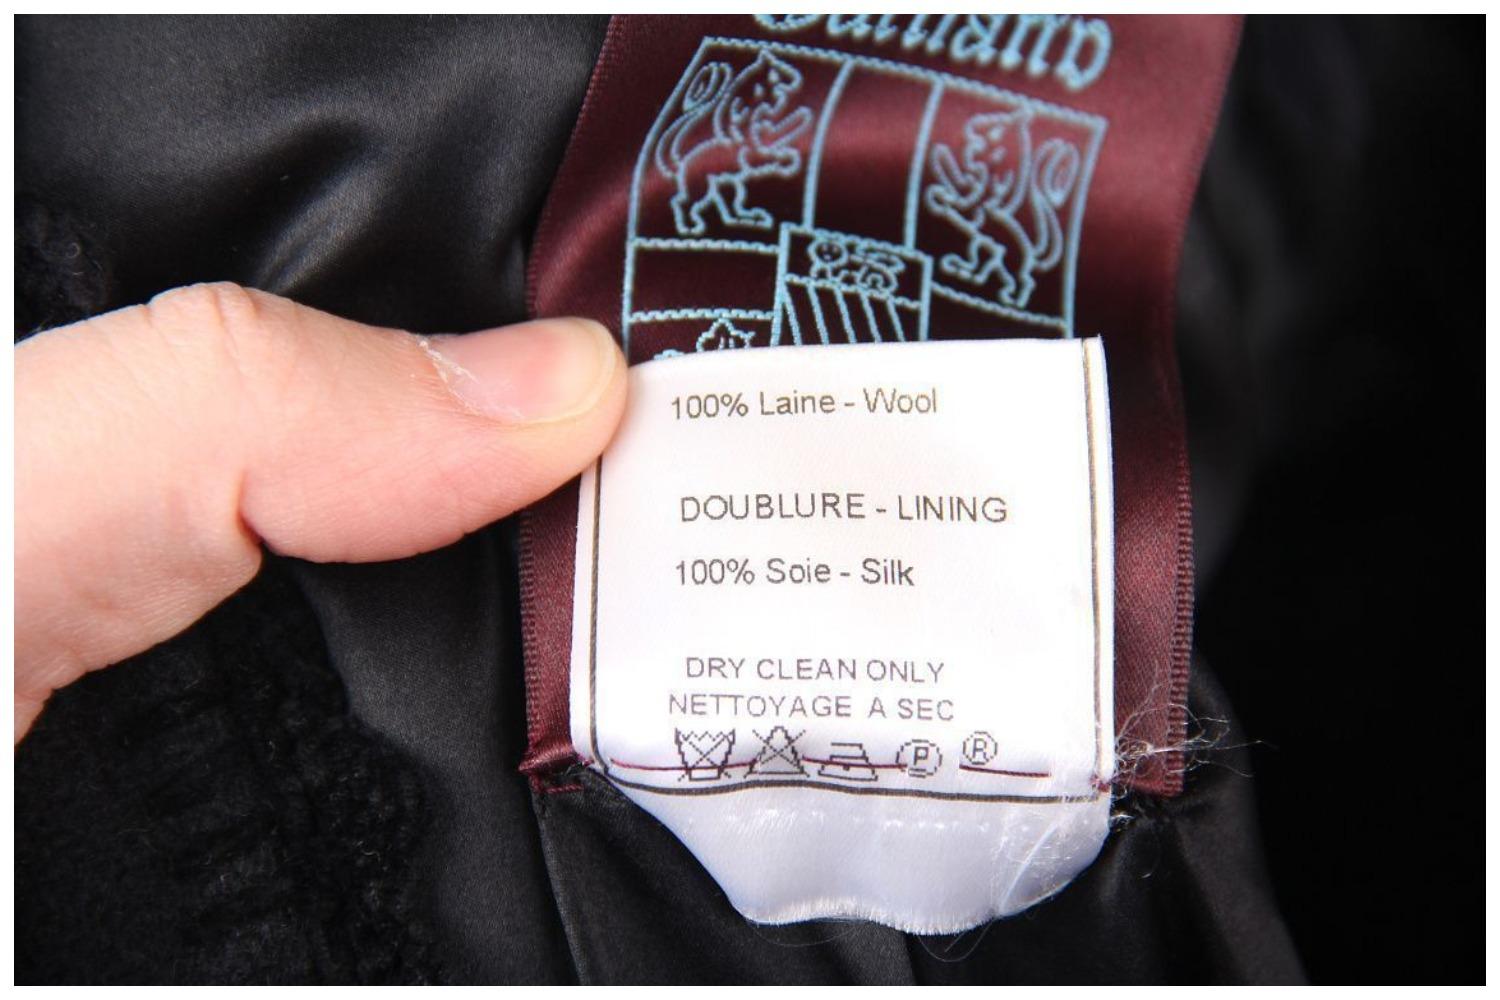 100% Laine - Wool
DOUBLURE - LINING
100% Soie - Silk
DRY CLEAN ONLY
NETTOYAGE A SEC
P R